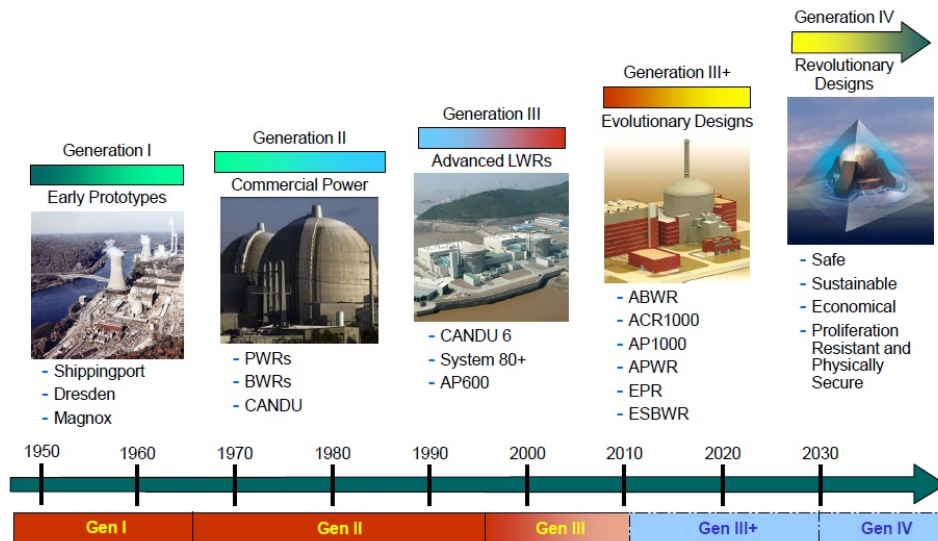 Generation I
Early Prototypes
- Shippingport
- Dresden
- Magnox
Generation II
Commercial Power
- PWRs
- BWRs
- CANDU
Generation III
Advanced LWRs
- CANDU 6
- System 80+
- AP600
Generation III+
Evolutionary Designs
- ABWR
- ACR1000
- AP1000
- APWR
- EPR
- ESBWR
Generation IV
Revolutionary
Designs
- Safe
- Sustainable
- Economical
- Proliferation
Resistant and
Physically
Secure
1950 1960 1970 1980 1990 2000 2010 2020 2030
Gen I Gen II Gen III Gen III+ Gen IV